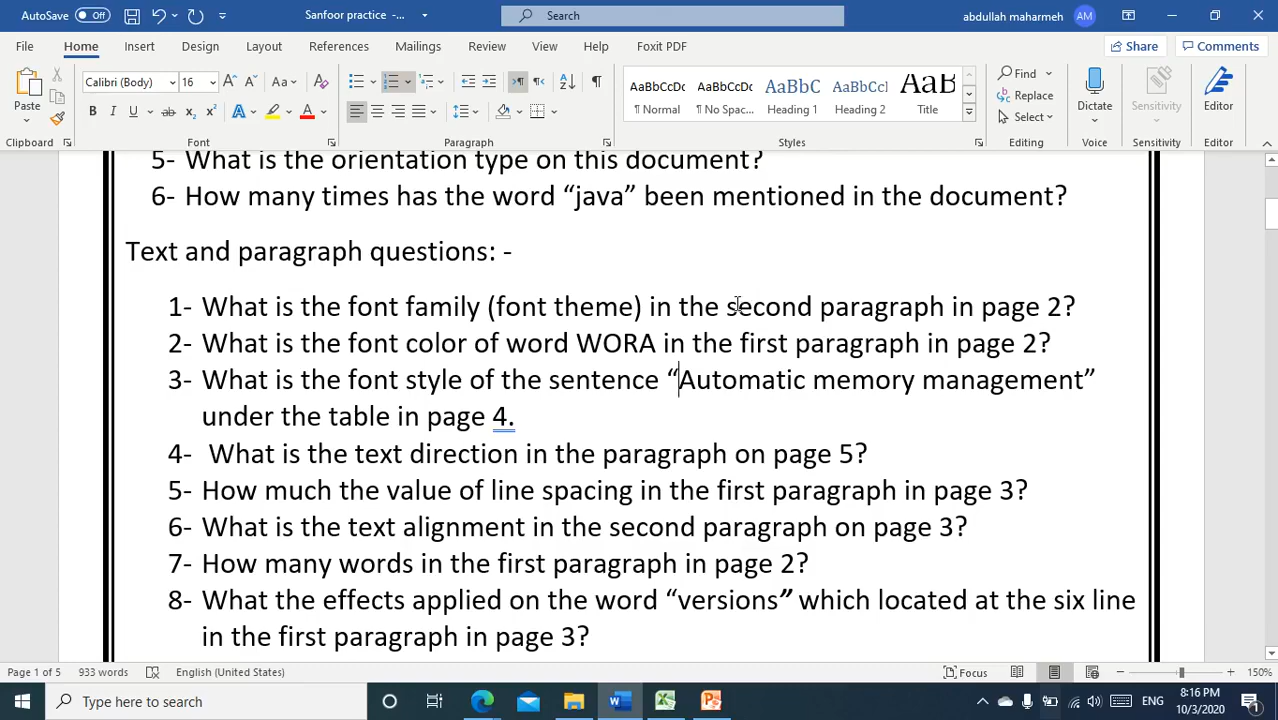 AutoSave Off Sanfoor practice -... Search abdullah maharmeh AM
File Home Insert Design Layout References Mailings Review View Help Foxit PDF Share Comments
Calibri (Body) 16 Aa AaBbCcDc AaBbCcDc AaBbC AaBbCcI AaB Find
Paste Replace
B I U ab x₂ x² A A ¶ Normal ¶ No Spac... Heading 1 Heading 2 Title Select Dictate Sensitivity Editor
Clipboard Font Paragraph Styles Editing Voice Sensitivity Editor
5- What is the orientation type on this document?
6- How many times has the word “java” been mentioned in the document?
Text and paragraph questions: -
1- What is the font family (font theme) in the second paragraph in page 2?
2- What is the font color of word WORA in the first paragraph in page 2?
3- What is the font style of the sentence “Automatic memory management”
under the table in page 4.
4- What is the text direction in the paragraph on page 5?
5- How much the value of line spacing in the first paragraph in page 3?
6- What is the text alignment in the second paragraph on page 3?
7- How many words in the first paragraph in page 2?
8- What the effects applied on the word “versions” which located at the six line
in the first paragraph in page 3?
Page 1 of 5 933 words English (United States) Focus 150%
Type here to search ENG 8:16 PM
10/3/2020 1